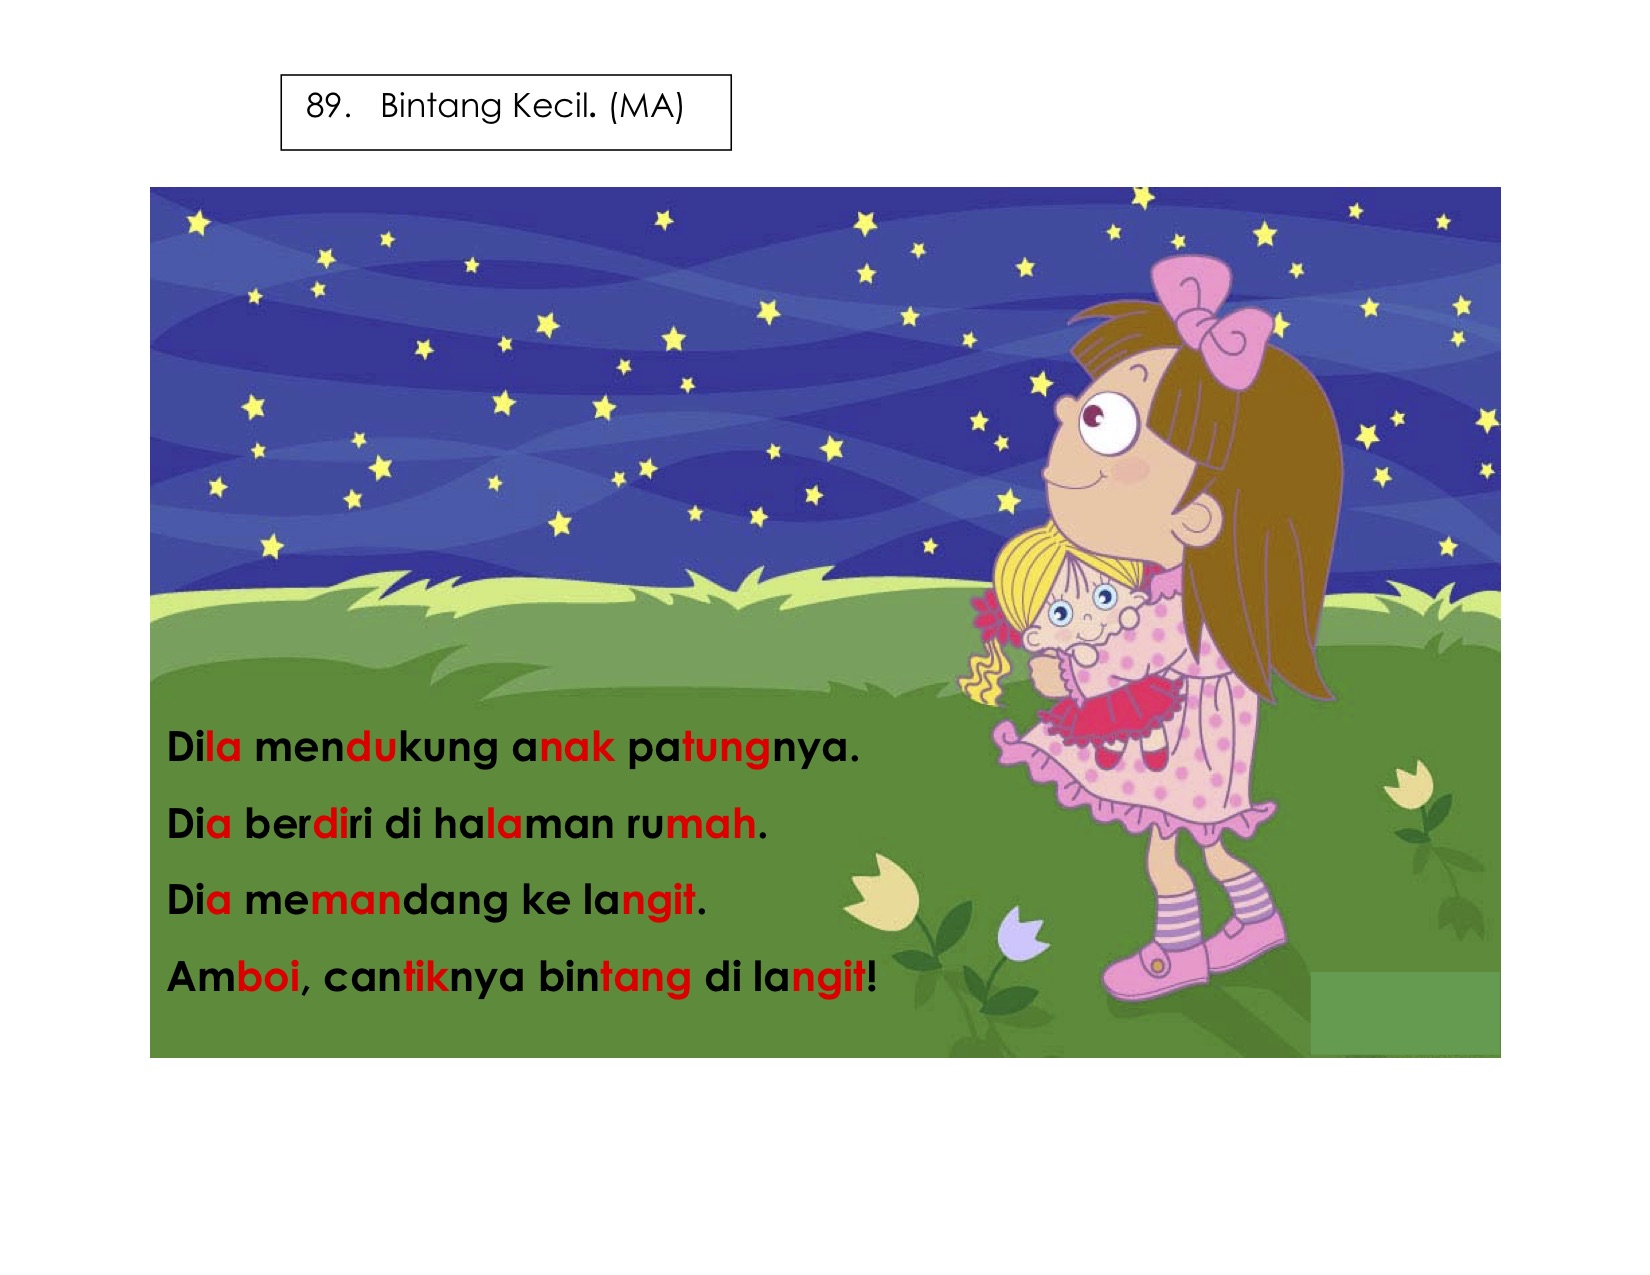 89. Bintang Kecil. (MA)
Dila mendukung anak patungnya.
Dia berdiri di halaman rumah.
Dia memandang ke langit.
Amboi, cantiknya bintang di langit!